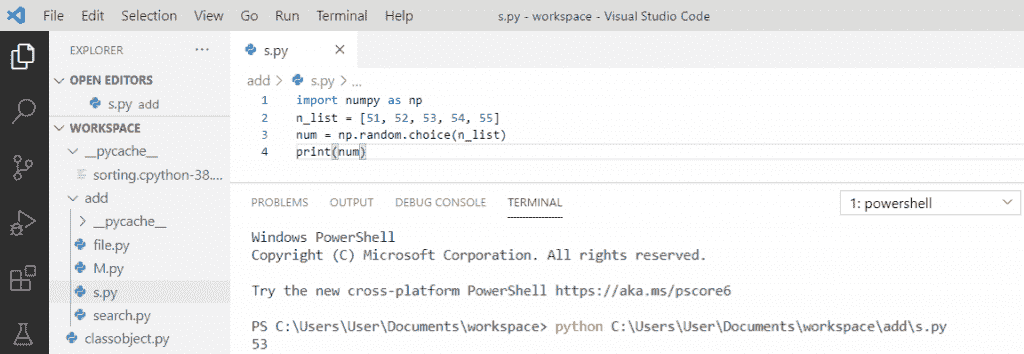 File Edit Selection View Go Run Terminal Help s.py - workspace - Visual Studio Code
EXPLORER ...
OPEN EDITORS
s.py add
WORKSPACE
__pycache__
sorting.cpython-38....
add
__pycache__
file.py
M.py
s.py
search.py
classobject.py
s.py
add > s.py > ...
1 import numpy as np
2 n_list = [51, 52, 53, 54, 55]
3 num = np.random.choice(n_list)
4 print(num)
PROBLEMS OUTPUT DEBUG CONSOLE TERMINAL 1: powershell
Windows PowerShell
Copyright (C) Microsoft Corporation. All rights reserved.
Try the new cross-platform PowerShell https://aka.ms/pscore6
PS C:\Users\User\Documents\workspace> python C:\Users\User\Documents\workspace\add\s.py
53